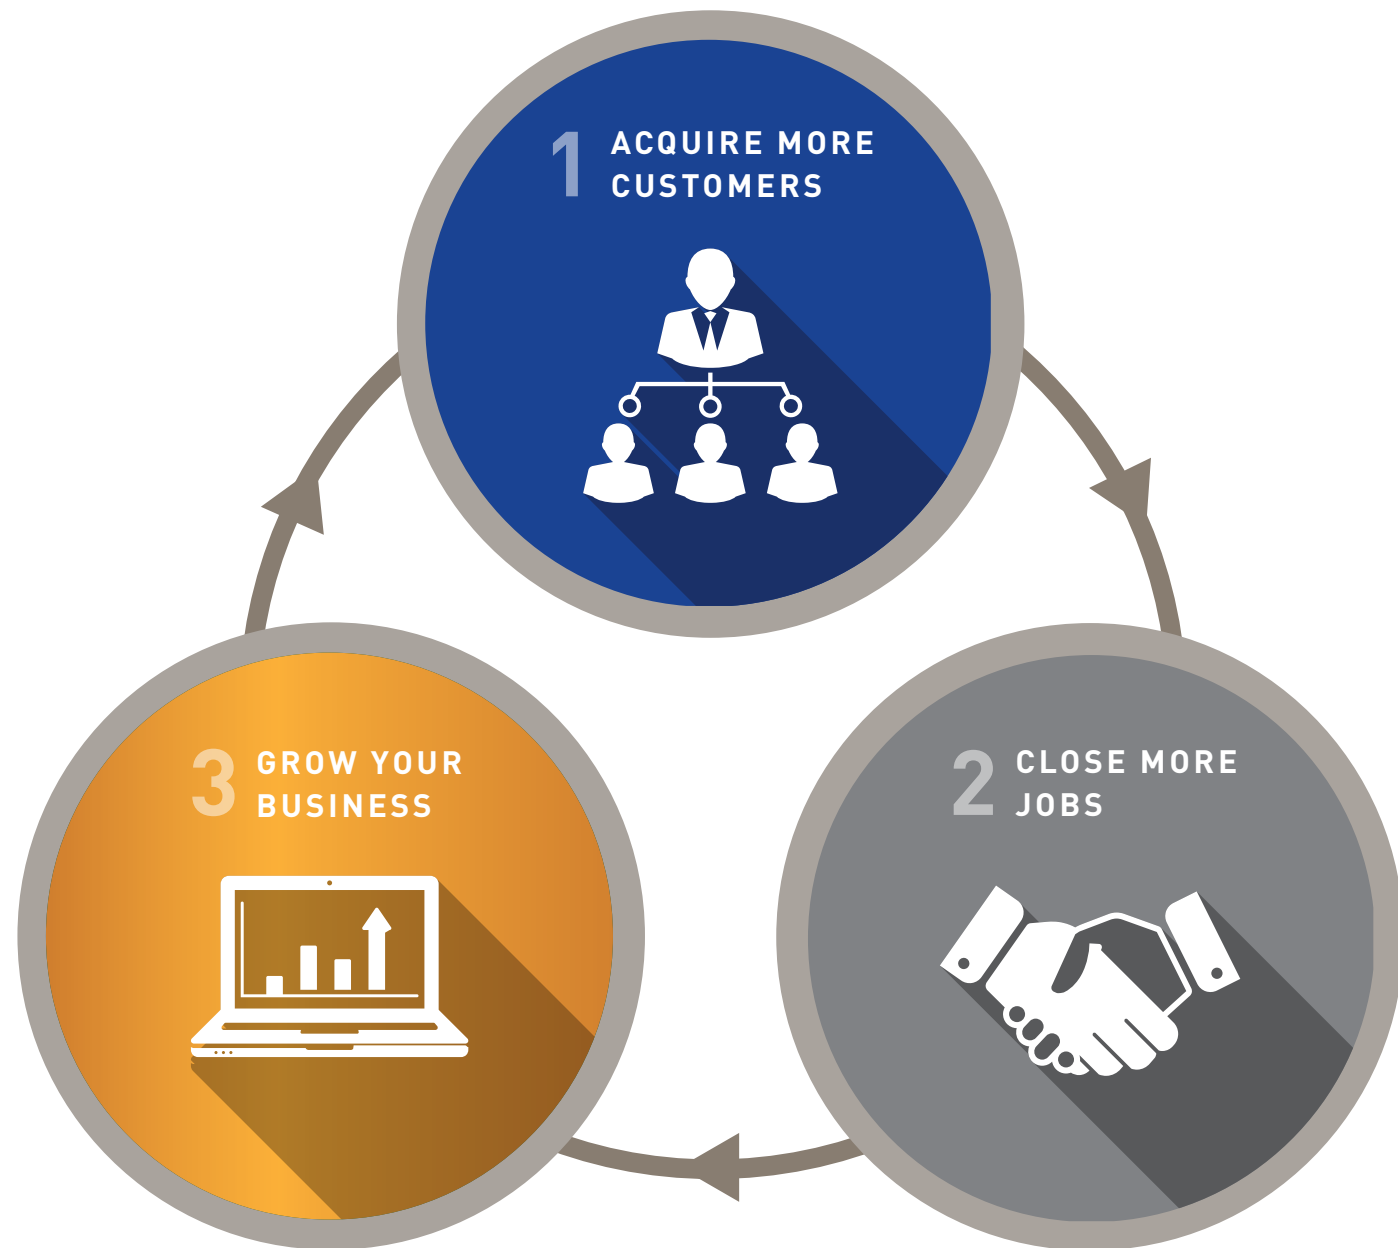 1 ACQUIRE MORE
CUSTOMERS
2 CLOSE MORE
JOBS
3 GROW YOUR
BUSINESS